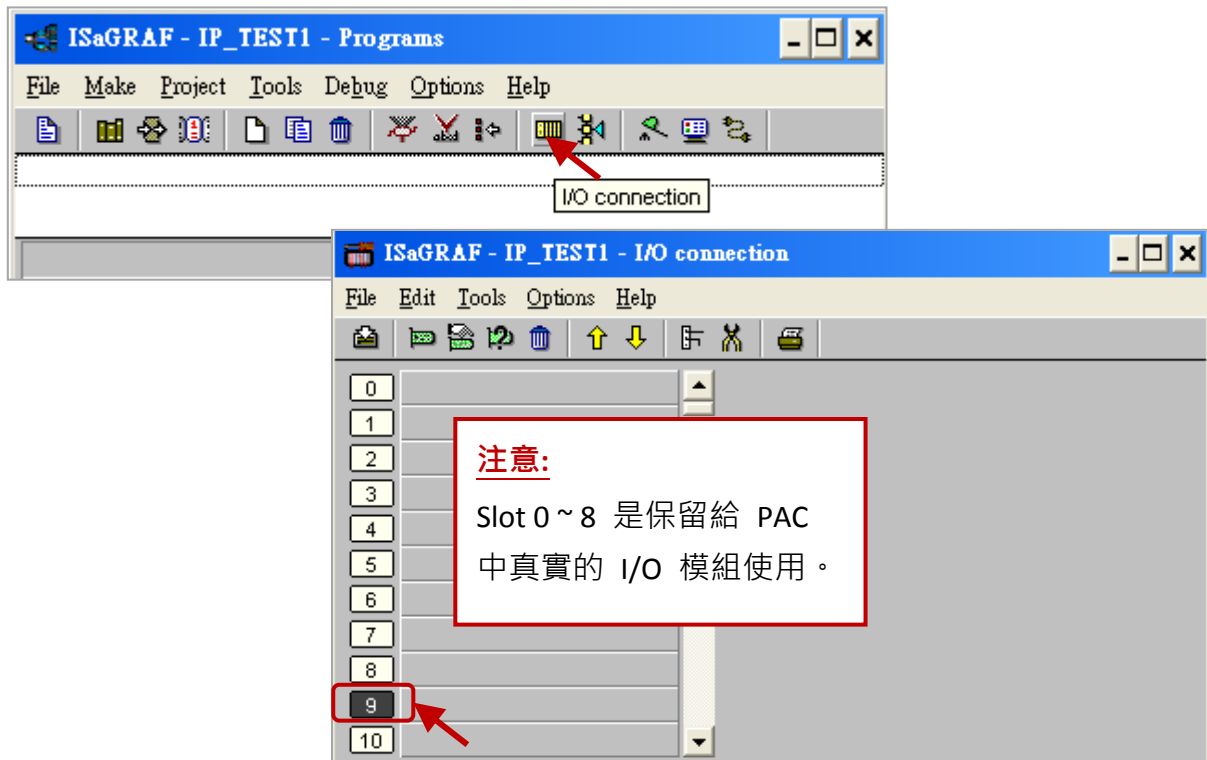 ISaGRAF - IP_TEST1 - Programs
File Make Project Tools Debug Options Help
I/O connection
ISaGRAF - IP_TEST1 - I/O connection
File Edit Tools Options Help
0
1
2
3
4
5
6
7
8
9
10
注意:
Slot 0 ~ 8 是保留給 PAC
中真實的 I/O 模組使用。